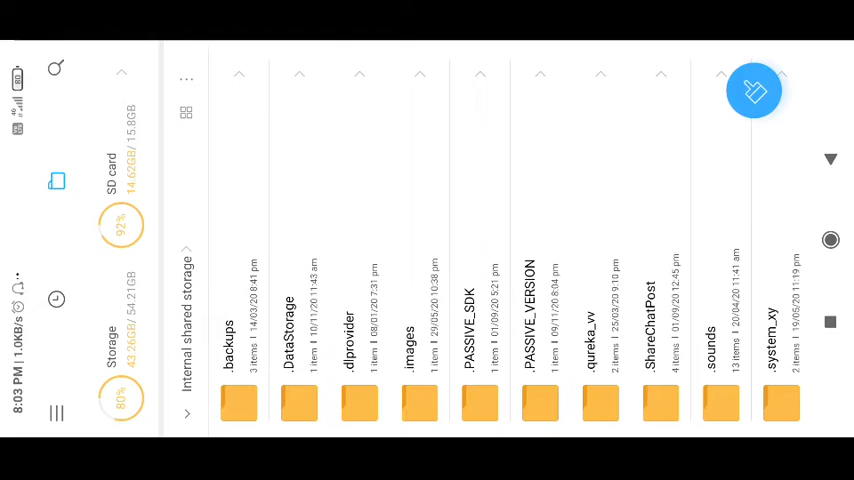 8:03 PM | 1.0KB/s
4G
80
Storage
43.26GB/ 54.21GB
80%
SD card
14.62GB/ 15.8GB
92%
Internal shared storage
.backups
3 items | 14/03/20 8:41 pm
.DataStorage
1 item | 10/11/20 11:43 am
.dlprovider
1 item | 08/01/20 7:31 pm
.images
1 item | 29/05/20 10:38 pm
.PASSIVE_SDK
1 item | 01/09/20 5:21 pm
.PASSIVE_VERSION
1 item | 09/11/20 8:04 pm
.qureka_vv
2 items | 25/03/20 9:10 pm
.ShareChatPost
4 items | 01/09/20 12:45 pm
.sounds
13 items | 20/04/20 11:41 am
.system_xy
2 items | 19/05/20 11:19 pm